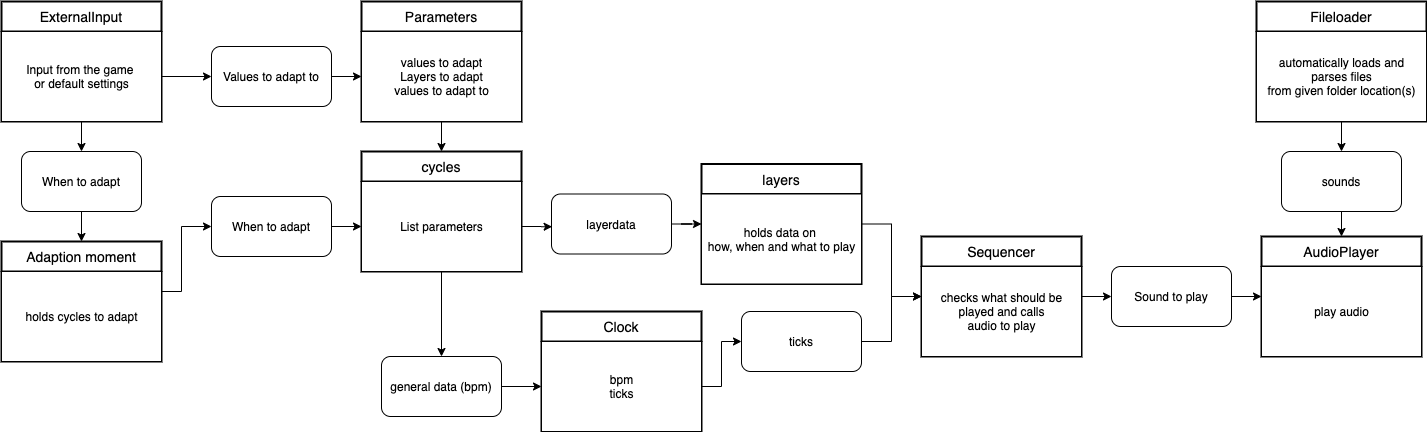 ExternalInput
Input from the game
or default settings
Values to adapt to
Parameters
values to adapt
Layers to adapt
values to adapt to
Fileloader
automatically loads and
parses files
from given folder location(s)
When to adapt
Adaption moment
holds cycles to adapt
When to adapt
cycles
List parameters
layerdata
layers
holds data on
how, when and what to play
general data (bpm)
Clock
bpm
ticks
ticks
Sequencer
checks what should be
played and calls
audio to play
Sound to play
sounds
AudioPlayer
play audio